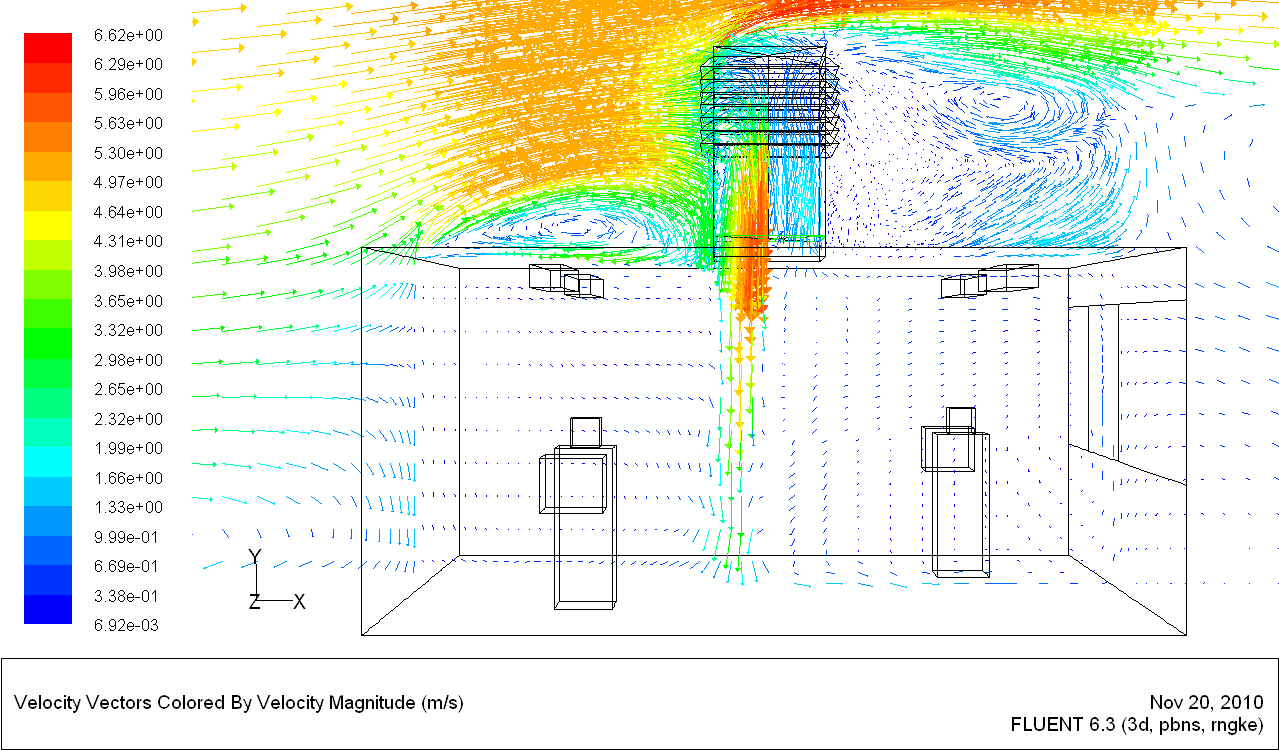 6.62e+00
6.29e+00
5.96e+00
5.63e+00
5.30e+00
4.97e+00
4.64e+00
4.31e+00
3.98e+00
3.65e+00
3.32e+00
2.98e+00
2.65e+00
2.32e+00
1.99e+00
1.66e+00
1.33e+00
9.99e-01
6.69e-01
3.38e-01
6.92e-03
Y
Z X
Velocity Vectors Colored By Velocity Magnitude (m/s)
Nov 20, 2010
FLUENT 6.3 (3d, pbns, rngke)